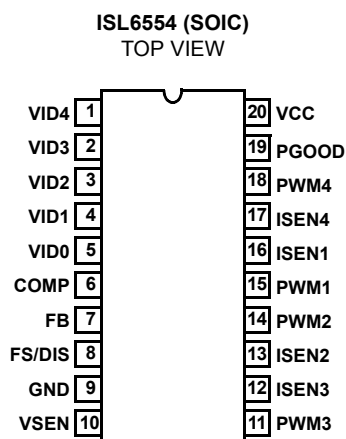 ISL6554 (SOIC)
TOP VIEW
VID4 1 20 VCC
VID3 2 19 PGOOD
VID2 3 18 PWM4
VID1 4 17 ISEN4
VID0 5 16 ISEN1
COMP 6 15 PWM1
FB 7 14 PWM2
FS/DIS 8 13 ISEN2
GND 9 12 ISEN3
VSEN 10 11 PWM3